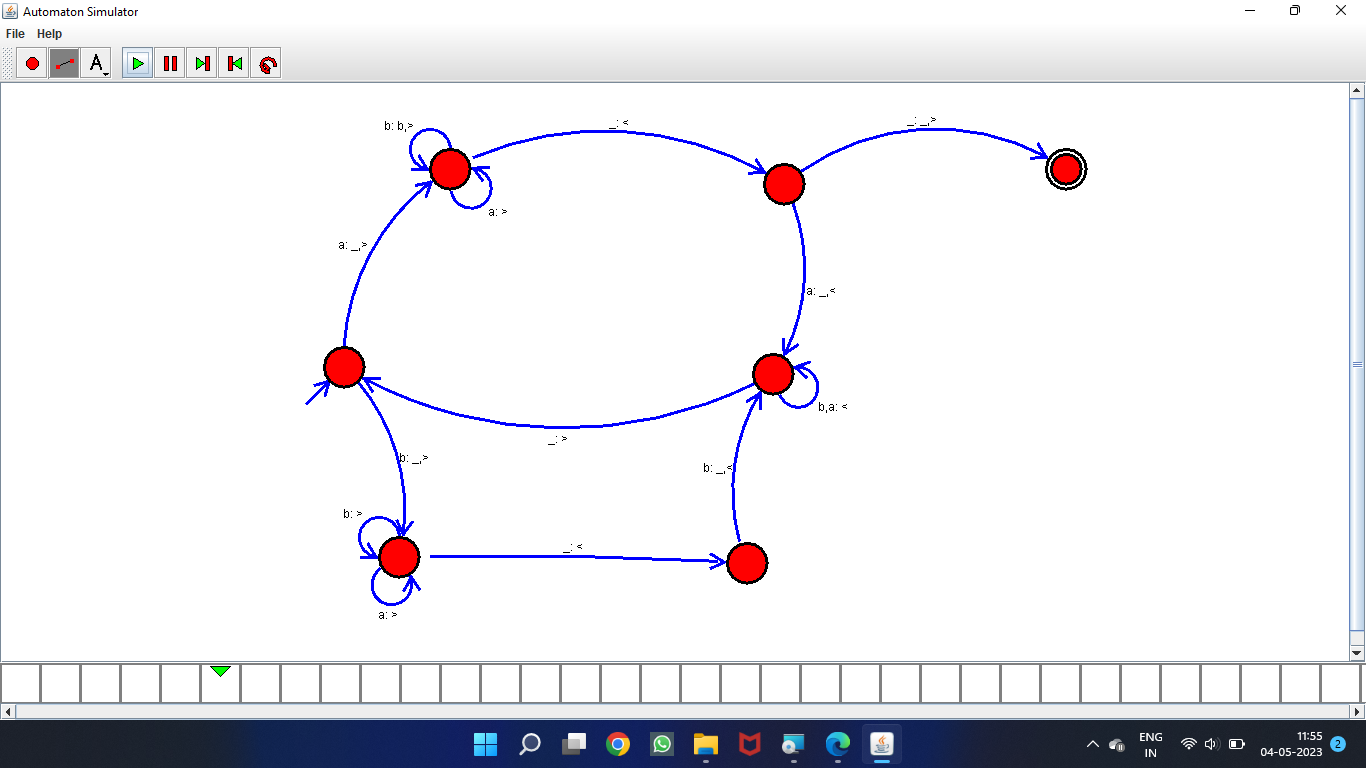 Automaton Simulator
File Help
A
b: b,>
_: <
_: _,>
a: >
a: _,>
a: _,<
b,a: <
_: >
b: _,>
b: _,<
b: >
_: <
a: >
ENG
IN
11:55
04-05-2023
2